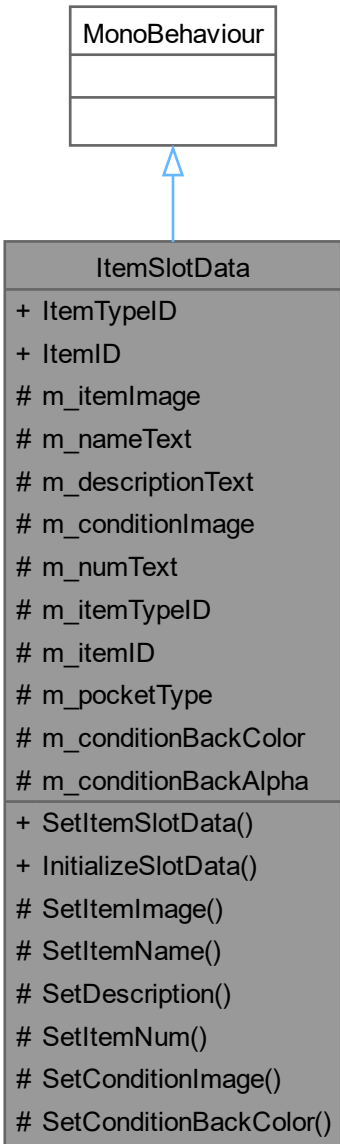 MonoBehaviour
ItemSlotData
+ ItemTypeID
+ ItemID
# m_itemImage
# m_nameText
# m_descriptionText
# m_conditionImage
# m_numText
# m_itemTypeID
# m_itemID
# m_pocketType
# m_conditionBackColor
# m_conditionBackAlpha
+ SetItemSlotData()
+ InitializeSlotData()
# SetItemImage()
# SetItemName()
# SetDescription()
# SetItemNum()
# SetConditionImage()
# SetConditionBackColor()